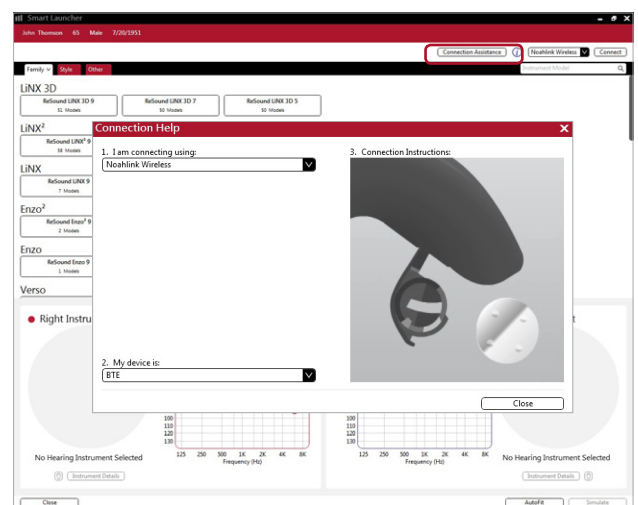 Smart Launcher
John Thomson 65 Male 7/20/1951
Connection Assistance i Noahlink Wireless Connect
Family Style Other Instrument Model
LiNX 3D
ReSound LiNX 3D 9 ReSound LiNX 3D 7 ReSound LiNX 3D 5
51 Models 50 Models 50 Models
LiNX²
ReSound LiNX² 9
58 Models
LiNX
ReSound LiNX 9
7 Models
Enzo²
ReSound Enzo² 9
2 Models
Enzo
ReSound Enzo 9
1 Models
Verso
Connection Help X
1. I am connecting using:
Noahlink Wireless
2. My device is:
BTE
3. Connection Instructions:
Close
Right Instru
t
100 100
110 110
120 120
130 130
125 250 500 1K 2K 4K 8K 125 250 500 1K 2K 4K 8K
Frequency (Hz) Frequency (Hz)
No Hearing Instrument Selected No Hearing Instrument Selected
Instrument Details Instrument Details
Close AutoFit Simulate